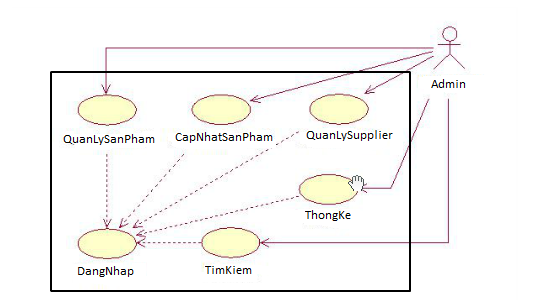 Admin
QuanLySanPham
CapNhatSanPham
QuanLySupplier
ThongKe
DangNhap
TimKiem